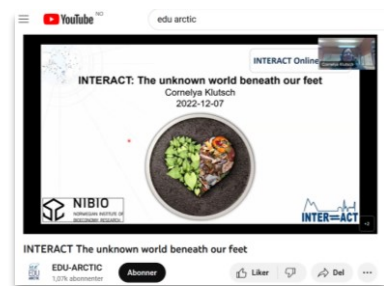 YouTube NO
edu arctic
INTERACT Online
Cornelya Klutsch
INTERACT: The unknown world beneath our feet
Cornelya Klutsch
2022-12-07
NIBIO
NORWEGIAN INSTITUTE OF
BIOECONOMY RESEARCH
INTER=ACT
INTERACT The unknown world beneath our feet
EDU-ARCTIC
1,07k abonnenter
Abonner
Liker
Del